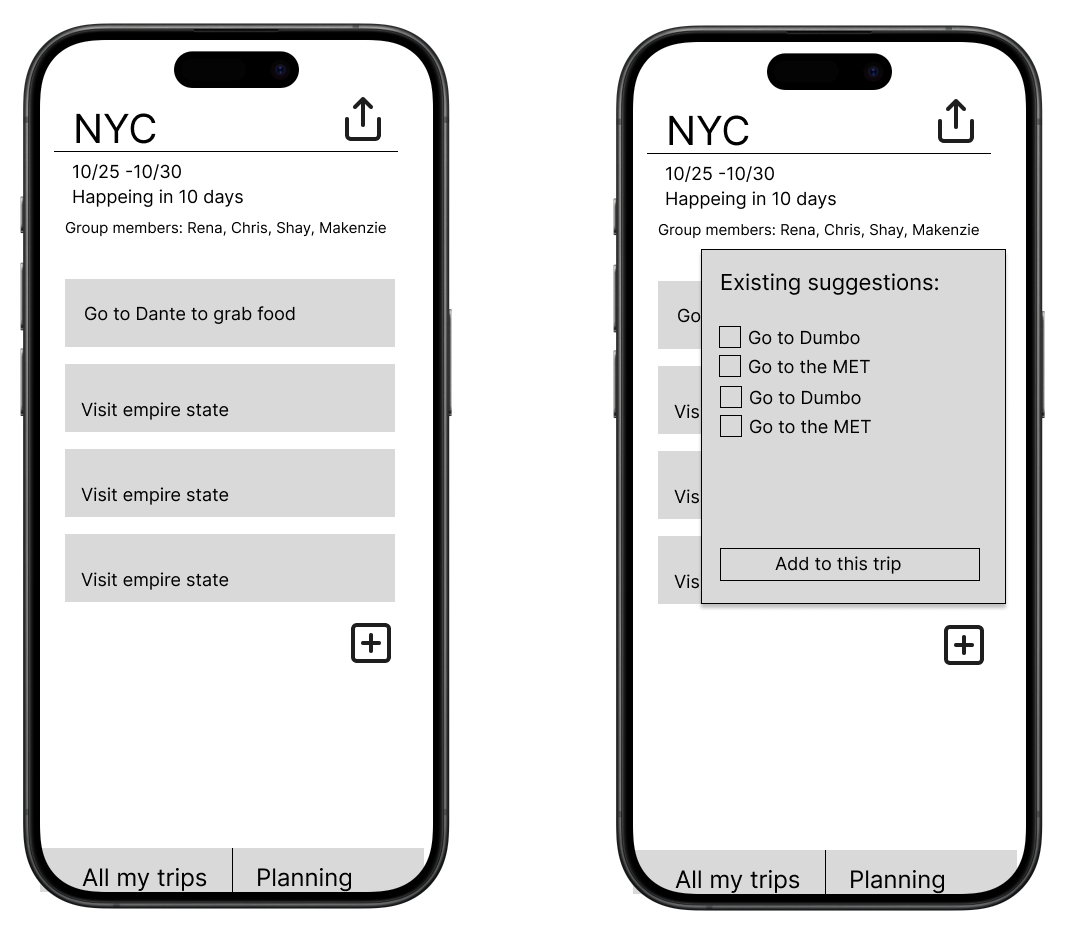 NYC
10/25 -10/30
Happeing in 10 days
Group members: Rena, Chris, Shay, Makenzie
Go to Dante to grab food
Visit empire state
Visit empire state
Visit empire state
All my trips
Planning
NYC
10/25 -10/30
Happeing in 10 days
Group members: Rena, Chris, Shay, Makenzie
Go
Vis
Vis
Vis
Existing suggestions:
Go to Dumbo
Go to the MET
Go to Dumbo
Go to the MET
Add to this trip
All my trips
Planning